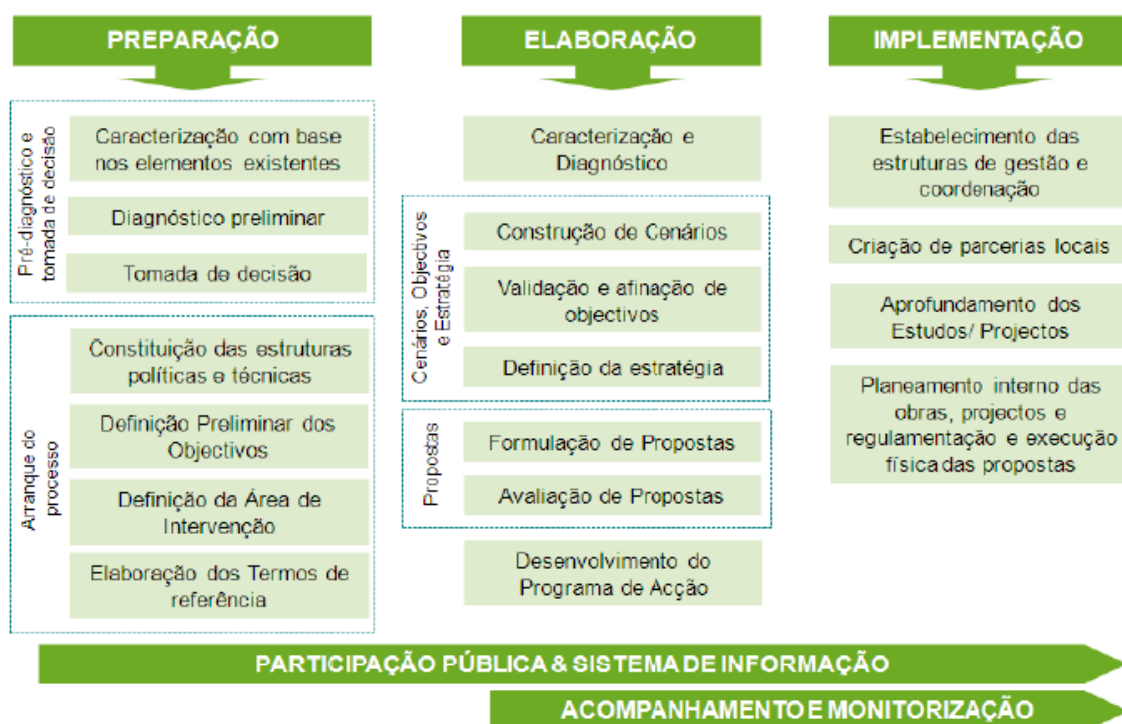 PREPARAÇÃO
Pré-diagnóstico e
tomada de decisão
Caracterização com base
nos elementos existentes
Diagnóstico preliminar
Tomada de decisão
Arranque do
processo
Constituição das estruturas
políticas e técnicas
Definição Preliminar dos
Objectivos
Definição da Área de
Intervenção
Elaboração dos Termos de
referência
ELABORAÇÃO
Caracterização e
Diagnóstico
Cenários, Objectivos
e Estratégia
Construção de Cenários
Validação e afinação de
objectivos
Definição da estratégia
Propostas
Formulação de Propostas
Avaliação de Propostas
Desenvolvimento do
Programa de Acção
IMPLEMENTAÇÃO
Estabelecimento das
estruturas de gestão e
coordenação
Criação de parcerias locais
Aprofundamento dos
Estudos/ Projectos
Planeamento interno das
obras, projectos e
regulamentação e execução
física das propostas
PARTICIPAÇÃO PÚBLICA & SISTEMA DE INFORMAÇÃO
ACOMPANHAMENTO E MONITORIZAÇÃO